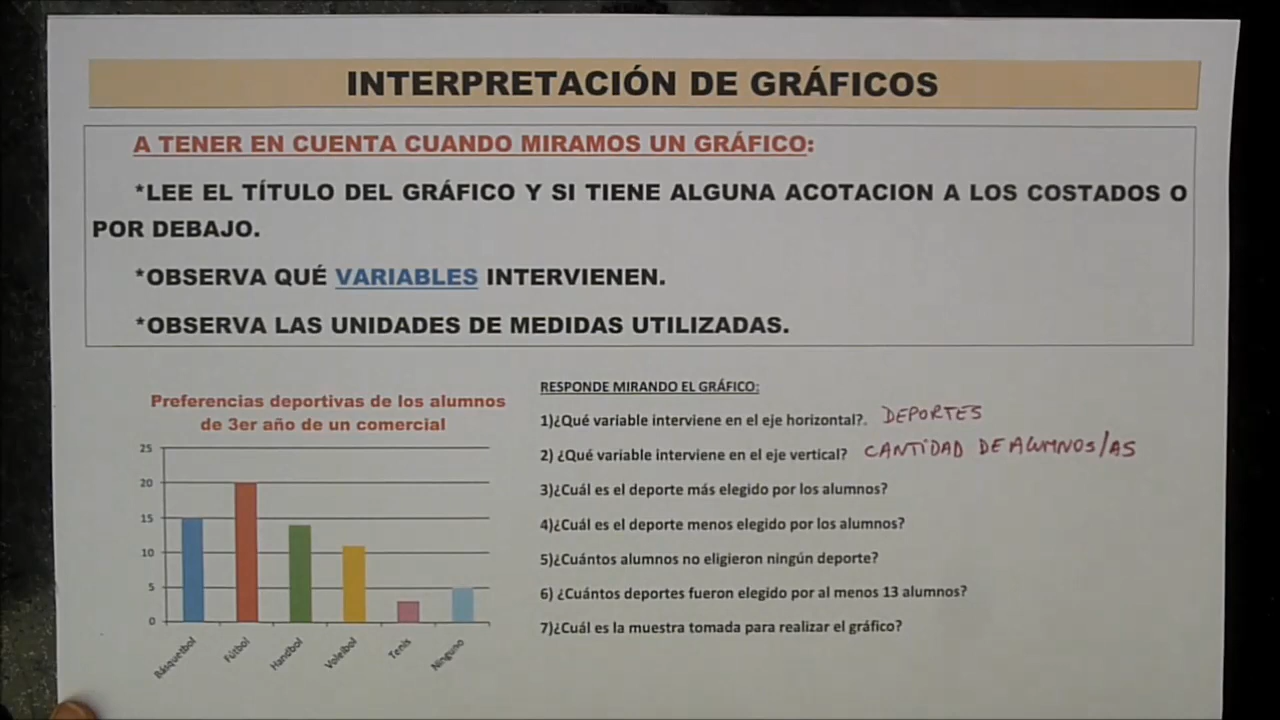 INTERPRETACIÓN DE GRÁFICOS
A TENER EN CUENTA CUANDO MIRAMOS UN GRÁFICO:
*LEE EL TÍTULO DEL GRÁFICO Y SI TIENE ALGUNA ACOTACION A LOS COSTADOS O
POR DEBAJO.
*OBSERVA QUÉ VARIABLES INTERVIENEN.
*OBSERVA LAS UNIDADES DE MEDIDAS UTILIZADAS.
Preferencias deportivas de los alumnos
de 3er año de un comercial
25
20
15
10
5
0
Básquetbol
Fútbol
Handbol
Voleibol
Tenis
Ninguno
RESPONDE MIRANDO EL GRÁFICO:
1)¿Qué variable interviene en el eje horizontal?. DEPORTES
2) ¿Qué variable interviene en el eje vertical? CANTIDAD DE ALUMNOS/AS
3)¿Cuál es el deporte más elegido por los alumnos?
4)¿Cuál es el deporte menos elegido por los alumnos?
5)¿Cuántos alumnos no eligieron ningún deporte?
6) ¿Cuántos deportes fueron elegido por al menos 13 alumnos?
7)¿Cuál es la muestra tomada para realizar el gráfico?